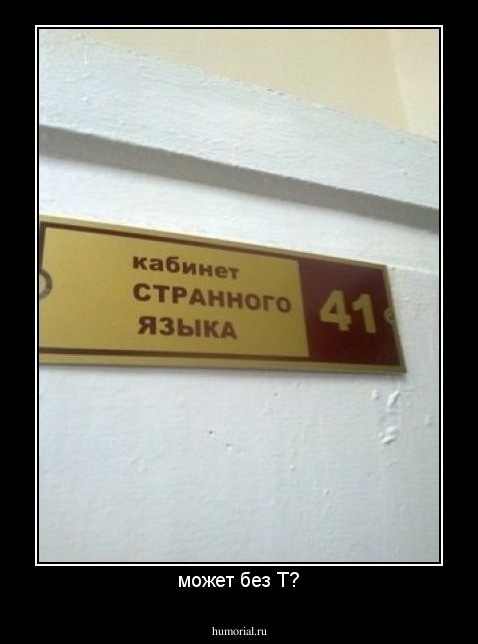 кабинет
СТРАННОГО
ЯЗЫКА
41
может без Т?
humorial.ru